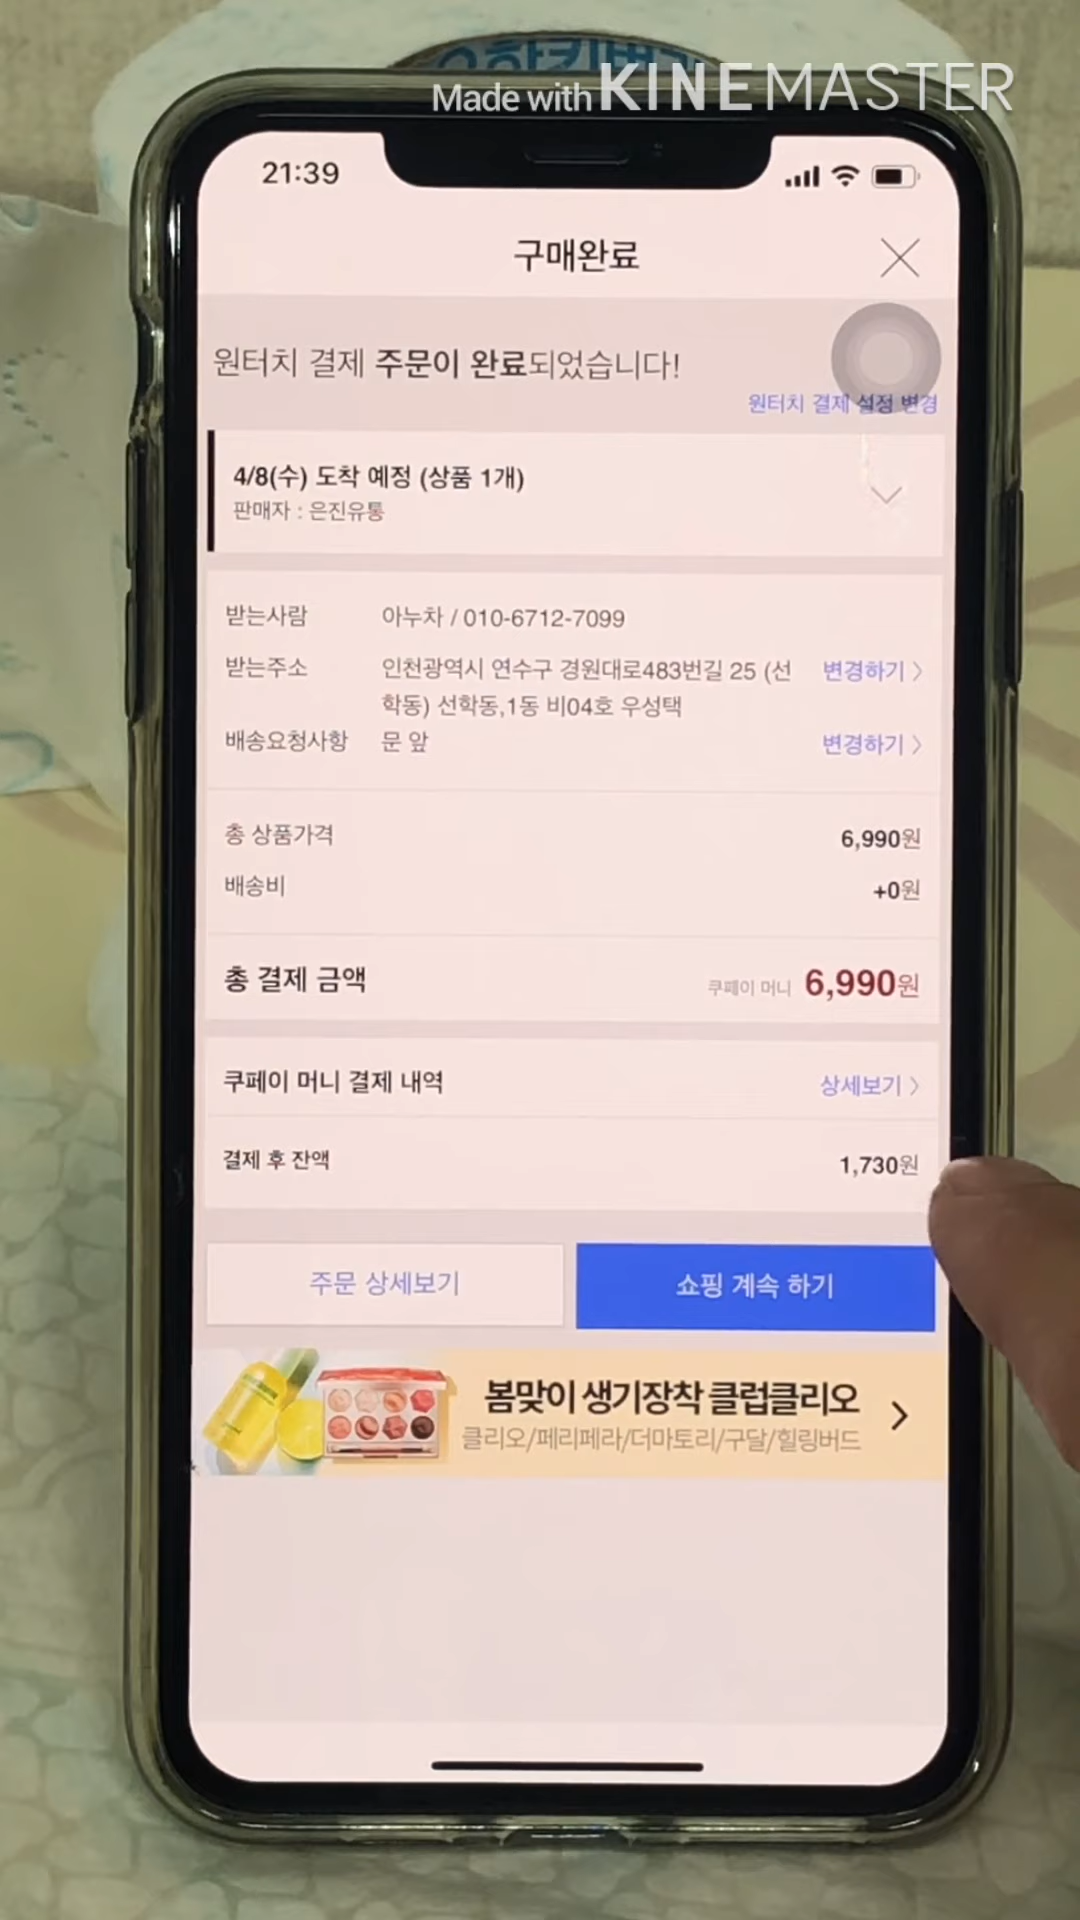 Made with KINEMASTER
21:39
구매완료
원터치 결제 주문이 완료되었습니다!
원터치 결제 설정 변경
4/8(수) 도착 예정 (상품 1개)
판매자 : 은진유통
받는사람 아누차 / 010-6712-7099
받는주소 인천광역시 연수구 경원대로483번길 25 (선 변경하기 >
학동) 선학동,1동 비04호 우성택
배송요청사항 문 앞 변경하기 >
총 상품가격 6,990원
배송비 +0원
총 결제 금액 쿠페이 머니 6,990원
쿠페이 머니 결제 내역 상세보기 >
결제 후 잔액 1,730원
주문 상세보기 쇼핑 계속 하기
봄맞이 생기장착 클럽클리오 >
클리오/페리페라/더마토리/구달/힐링버드